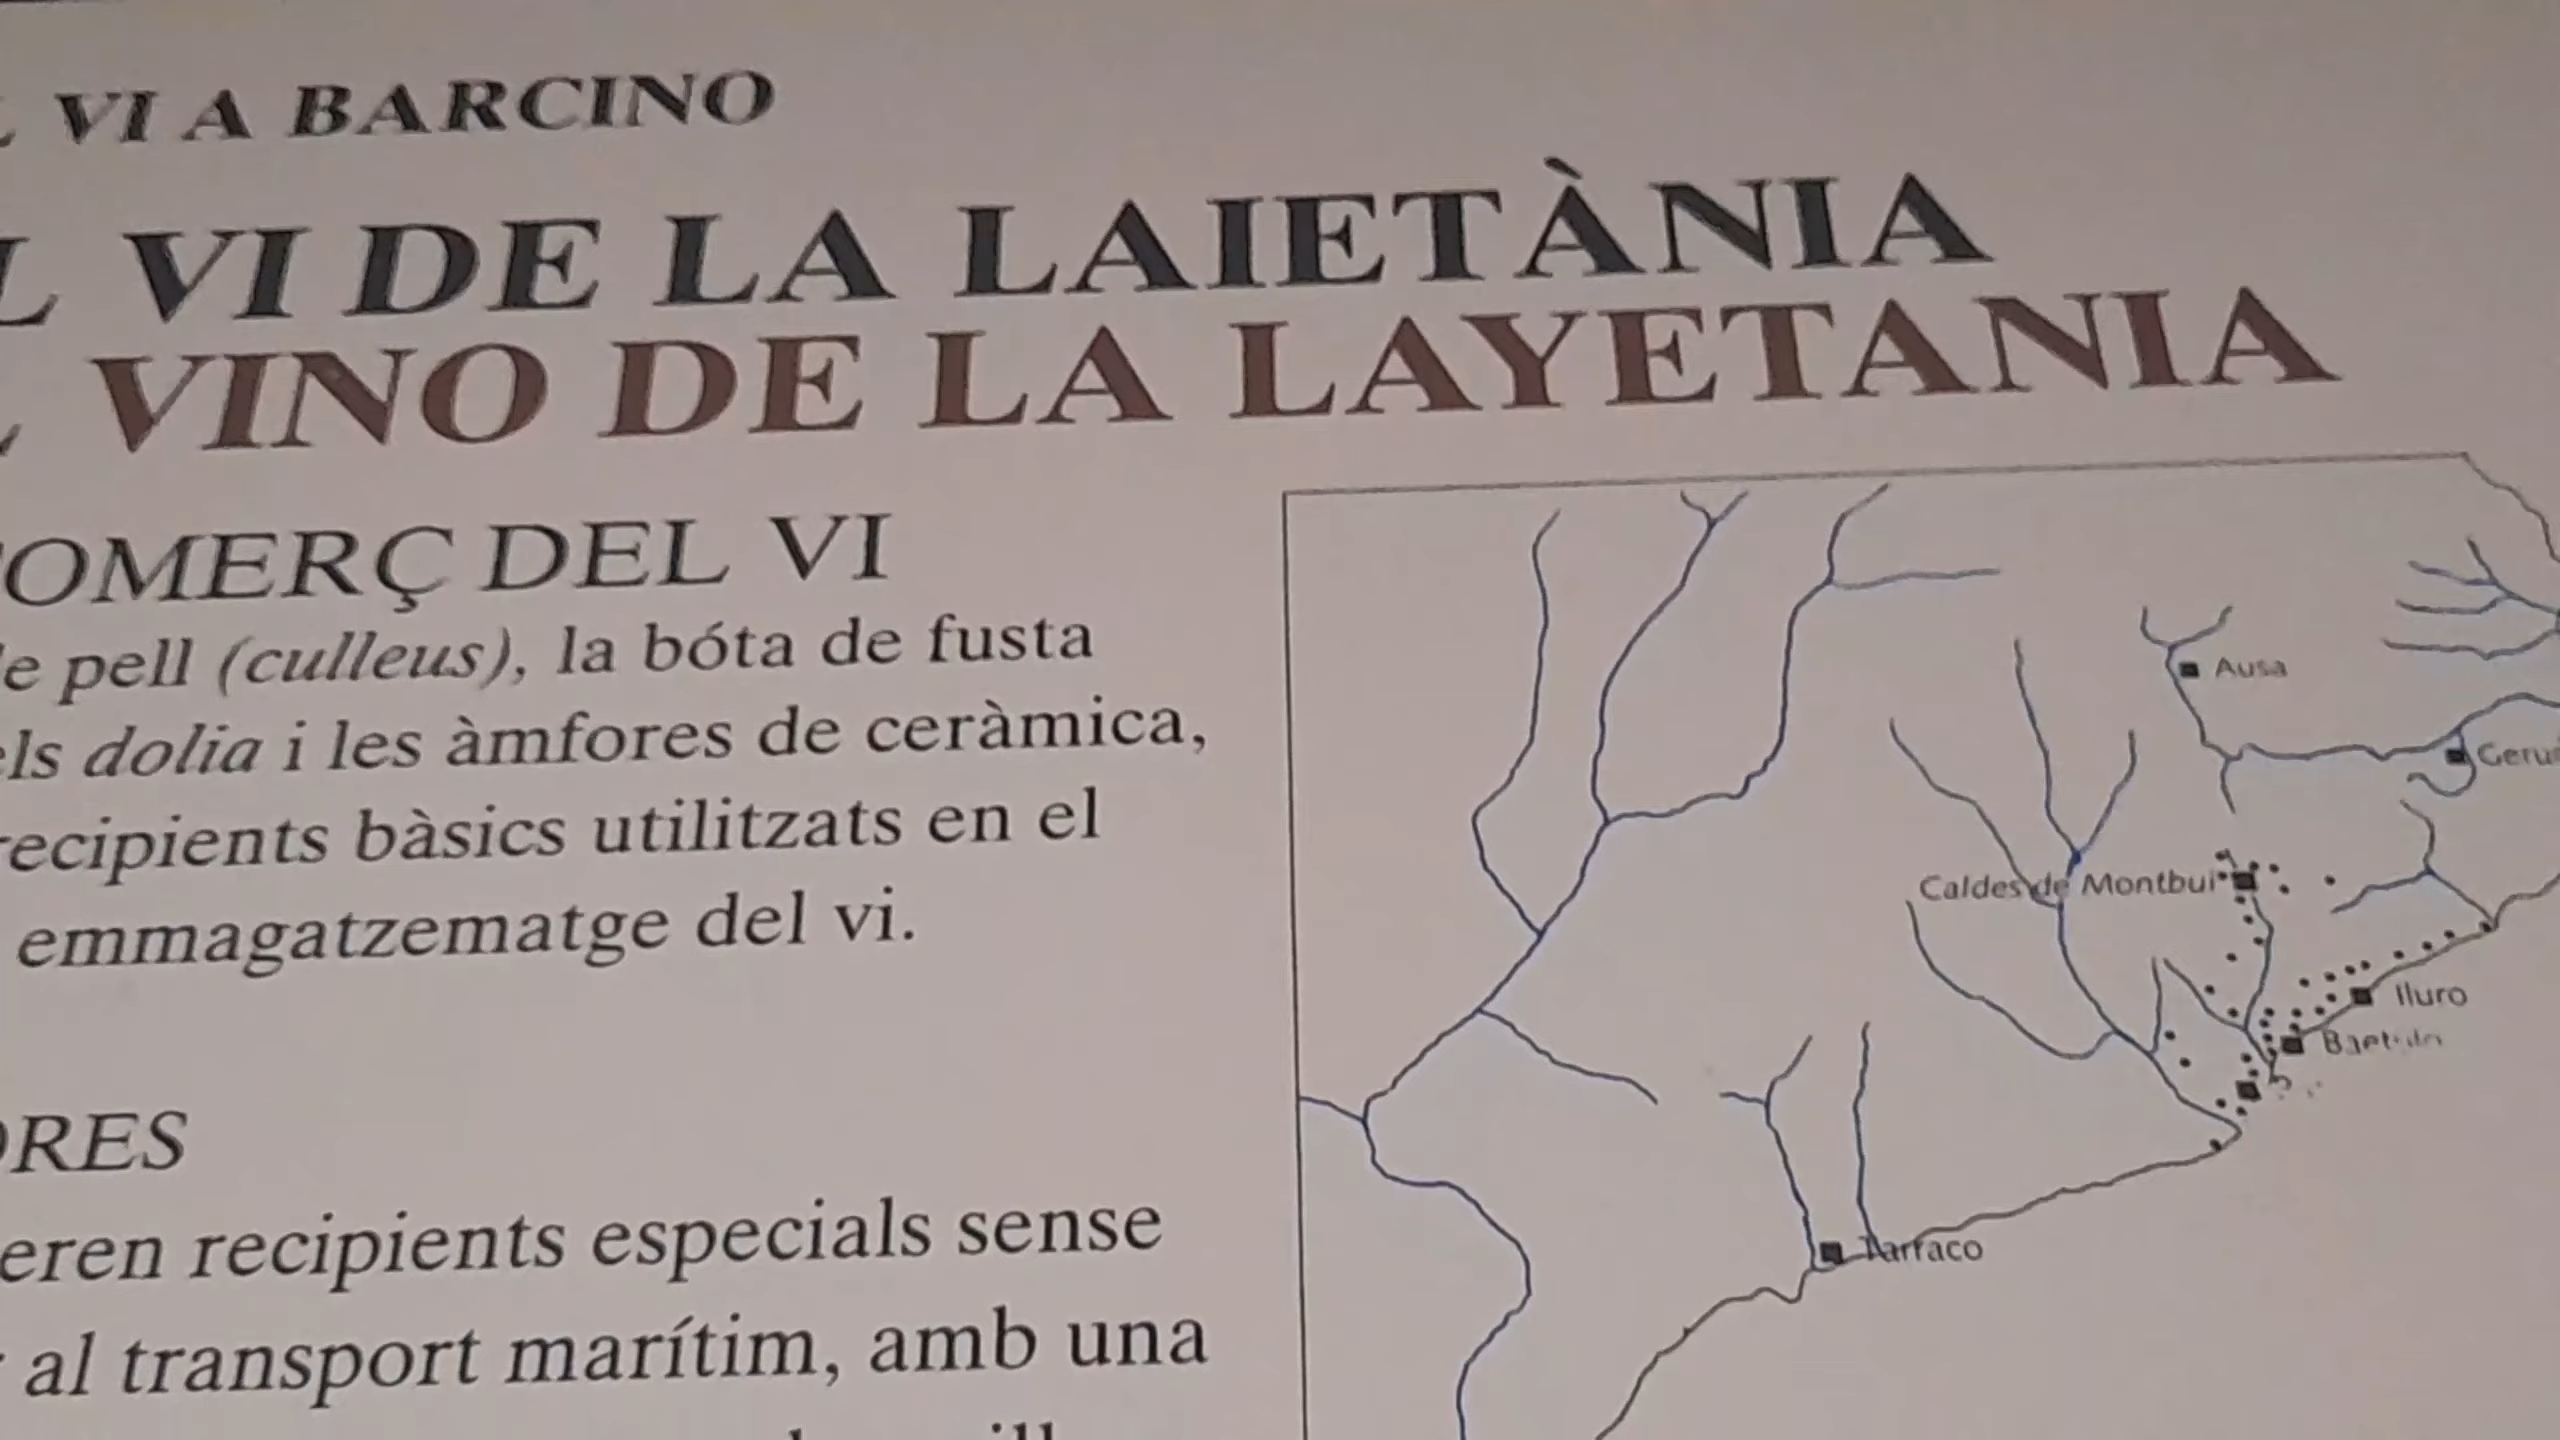 VI A BARCINO
L VI DE LA LAIETÀNIA
VINO DE LA LAYETANIA
OMERÇ DEL VI
e pell (culleus), la bóta de fusta
els dolia i les àmfores de ceràmica,
recipients bàsics utilitzats en el
emmagatzematge del vi.
ORES
eren recipients especials sense
al transport marítim, amb una
Ausa
Caldes de Montbui
Iluro
Tarraco